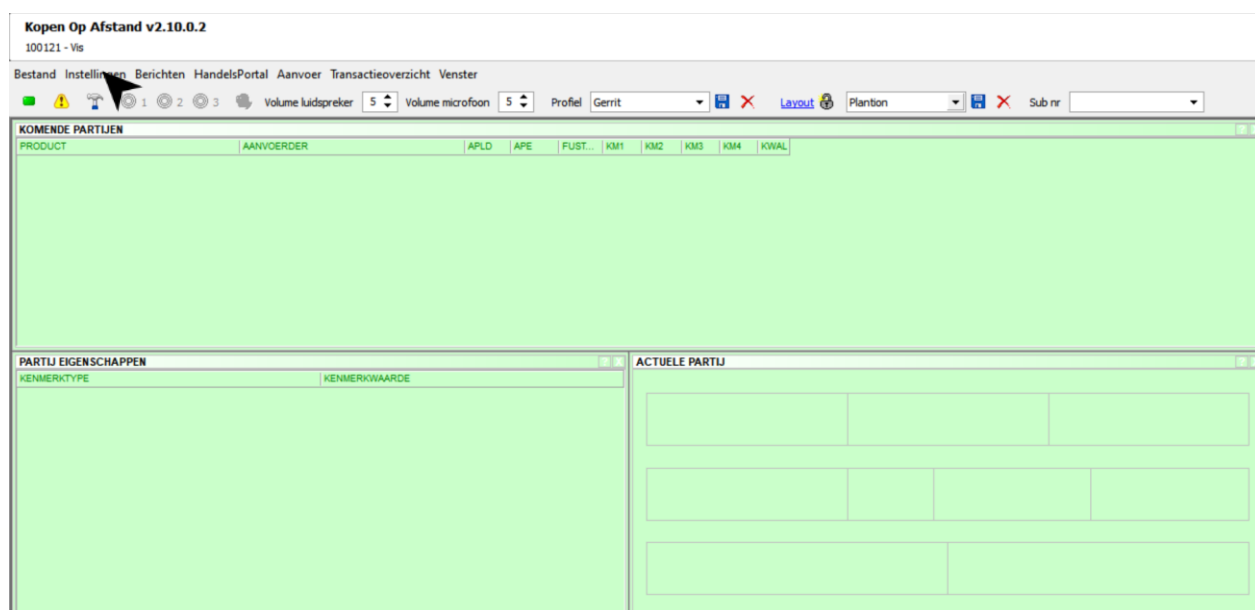 Kopen Op Afstand v2.10.0.2
100121 - Vis
Bestand Instellingen Berichten HandelsPortal Aanvoer Transactieoverzicht Venster
1 2 3 Volume luidspreker 5 Volume microfoon 5 Profiel Gerrit Layout Plantion Sub nr
KOMENDE PARTIJEN
PRODUCT AANVOERDER APLD APE FUST... KM1 KM2 KM3 KM4 KWAL
PARTIJ EIGENSCHAPPEN ACTUELE PARTIJ
KENMERKTYPE KENMERKWAARDE